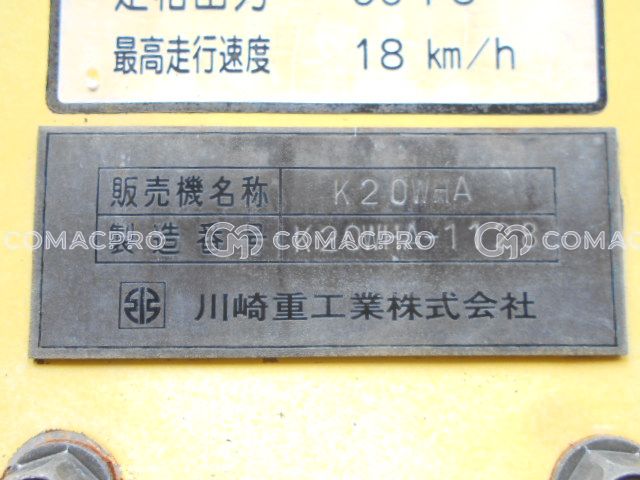 最高走行速度 18 km/h
販売機名称 K20WHA
製造番号
川崎重工業株式会社
COMACPRO COMACPRO COMACPRO